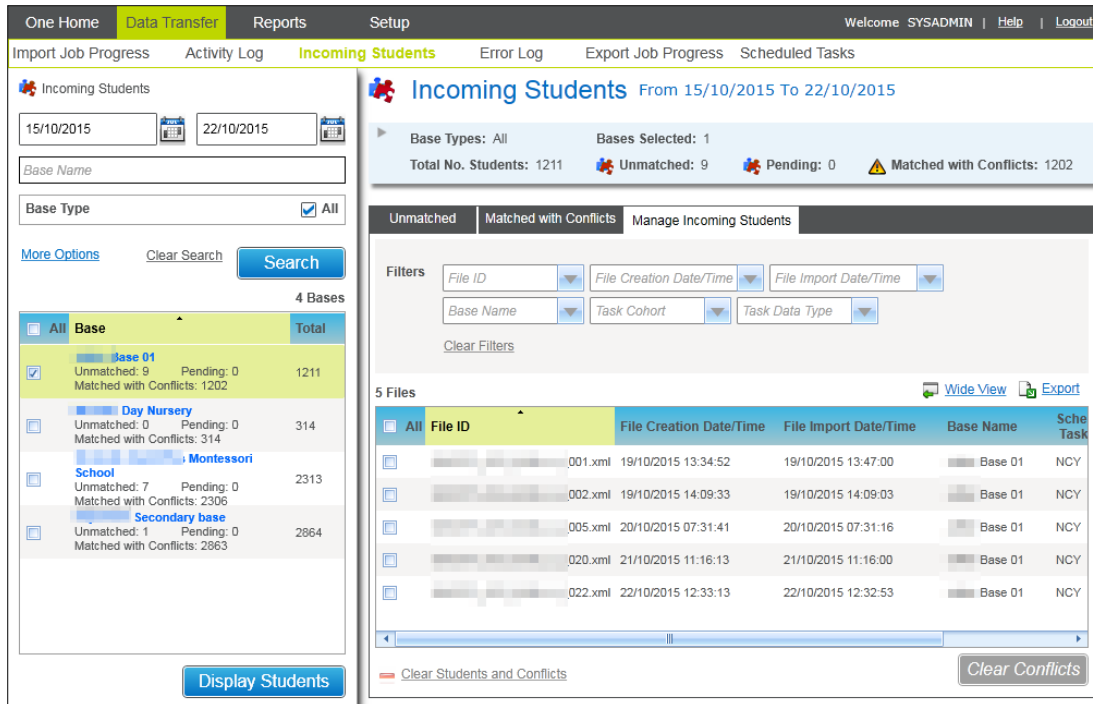 One Home Data Transfer Reports Setup Welcome SYSADMIN | Help | Logout
Import Job Progress Activity Log Incoming Students Error Log Export Job Progress Scheduled Tasks
Incoming Students
15/10/2015 22/10/2015
Base Name
Base Type All
More Options Clear Search Search
4 Bases
All Base Total
Base 01
Unmatched: 9 Pending: 0 1211
Matched with Conflicts: 1202
Day Nursery
Unmatched: 0 Pending: 0 314
Matched with Conflicts: 314
Montessori
School
Unmatched: 7 Pending: 0 2313
Matched with Conflicts: 2306
Secondary base
Unmatched: 1 Pending: 0 2864
Matched with Conflicts: 2863
Display Students
Incoming Students From 15/10/2015 To 22/10/2015
Base Types: All Bases Selected: 1
Total No. Students: 1211 Unmatched: 9 Pending: 0 Matched with Conflicts: 1202
Unmatched Matched with Conflicts Manage Incoming Students
Filters File ID File Creation Date/Time File Import Date/Time
Base Name Task Cohort Task Data Type
Clear Filters
5 Files Wide View Export
All File ID File Creation Date/Time File Import Date/Time Base Name Sche
Task
_001.xml 19/10/2015 13:34:52 19/10/2015 13:47:00 Base 01 NCY
002.xml 19/10/2015 14:09:33 19/10/2015 14:09:03 Base 01 NCY
005.xml 20/10/2015 07:31:41 20/10/2015 07:31:16 Base 01 NCY
020.xml 21/10/2015 11:16:13 21/10/2015 11:16:00 Base 01 NCY
022.xml 22/10/2015 12:33:13 22/10/2015 12:32:53 Base 01 NCY
Clear Students and Conflicts Clear Conflicts